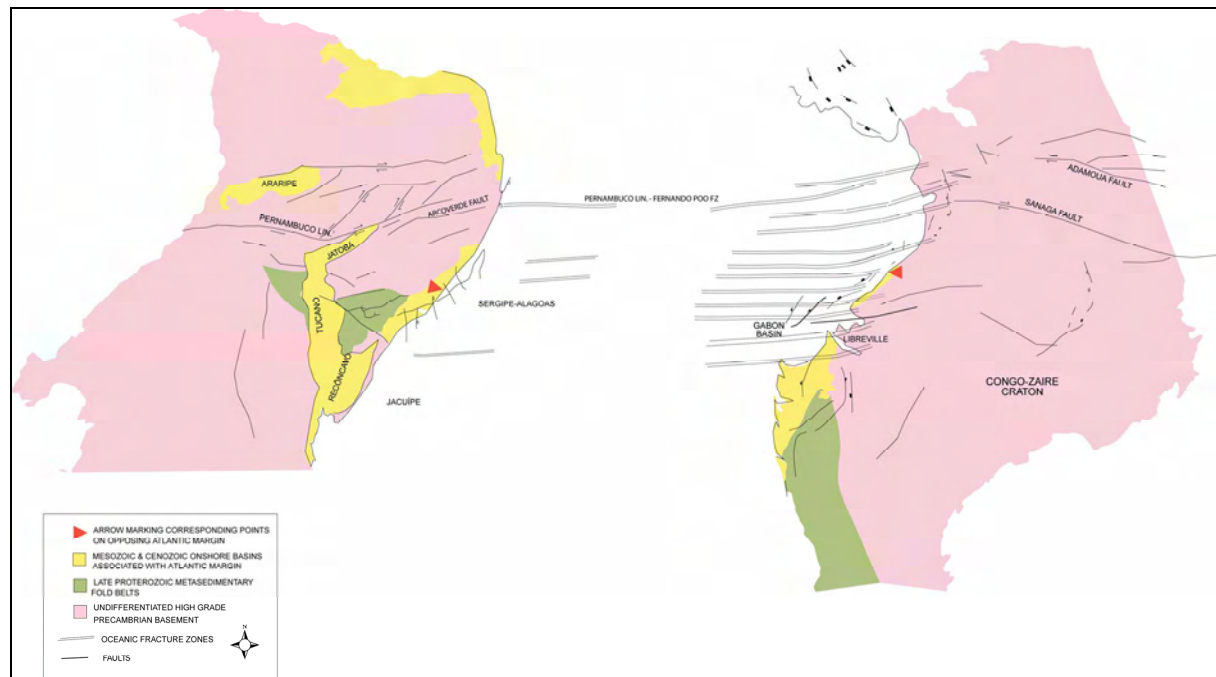 ARARIPE
PERNAMBUCO LIN.
ARCOVERDE FAULT
JATOBA
TUCANO
RECÔNCAVO
SERGIPE-ALAGOAS
JACUÍPE
PERNAMBUCO LIN.- FERNANDO POO FZ
ADAMOUA FAULT
SANAGA FAULT
GABON
BASIN
LIBREVILLE
CONGO-ZAIRE
CRATON
ARROW MARKING CORRESPONDING POINTS
ON OPPOSING ATLANTIC MARGIN
MESOZOIC & CENOZOIC ONSHORE BASINS
ASSOCIATED WITH ATLANTIC MARGIN
LATE PROTEROZOIC METASEDIMENTARY
FOLD BELTS
UNDIFFERENTIATED HIGH GRADE
PRECAMBRIAN BASEMENT
OCEANIC FRACTURE ZONES
FAULTS
N